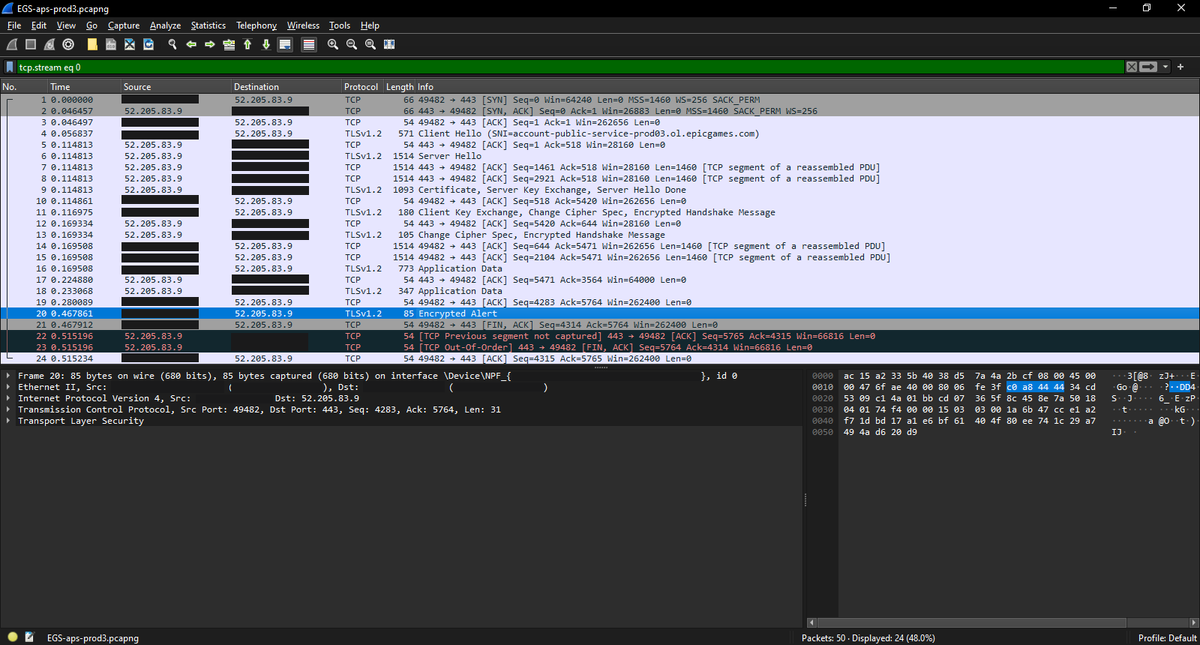 EGS-aps-prod3.pcapng
File Edit View Go Capture Analyze Statistics Telephony Wireless Tools Help
tcp.stream eq 0
No. Time Source Destination Protocol Length Info
1 0.000000 52.205.83.9 TCP 66 49482 → 443 [SYN] Seq=0 Win=64240 Len=0 MSS=1460 WS=256 SACK_PERM
2 0.046457 52.205.83.9 TCP 66 443 → 49482 [SYN, ACK] Seq=0 Ack=1 Win=26883 Len=0 MSS=1460 SACK_PERM WS=256
3 0.046497 52.205.83.9 TCP 54 49482 → 443 [ACK] Seq=1 Ack=1 Win=262656 Len=0
4 0.056837 52.205.83.9 TLSv1.2 571 Client Hello (SNI=account-public-service-prod03.ol.epicgames.com)
5 0.114813 52.205.83.9 TCP 54 443 → 49482 [ACK] Seq=1 Ack=518 Win=28160 Len=0
6 0.114813 52.205.83.9 TLSv1.2 1514 Server Hello
7 0.114813 52.205.83.9 TCP 1514 443 → 49482 [ACK] Seq=1461 Ack=518 Win=28160 Len=1460 [TCP segment of a reassembled PDU]
8 0.114813 52.205.83.9 TCP 1514 443 → 49482 [ACK] Seq=2921 Ack=518 Win=28160 Len=1460 [TCP segment of a reassembled PDU]
9 0.114813 52.205.83.9 TLSv1.2 1093 Certificate, Server Key Exchange, Server Hello Done
10 0.114861 52.205.83.9 TCP 54 49482 → 443 [ACK] Seq=518 Ack=5420 Win=262656 Len=0
11 0.116975 52.205.83.9 TLSv1.2 180 Client Key Exchange, Change Cipher Spec, Encrypted Handshake Message
12 0.169334 52.205.83.9 TCP 54 443 → 49482 [ACK] Seq=5420 Ack=644 Win=28160 Len=0
13 0.169334 52.205.83.9 TLSv1.2 105 Change Cipher Spec, Encrypted Handshake Message
14 0.169508 52.205.83.9 TCP 1514 49482 → 443 [ACK] Seq=644 Ack=5471 Win=262656 Len=1460 [TCP segment of a reassembled PDU]
15 0.169508 52.205.83.9 TCP 1514 49482 → 443 [ACK] Seq=2104 Ack=5471 Win=262656 Len=1460 [TCP segment of a reassembled PDU]
16 0.169508 52.205.83.9 TLSv1.2 773 Application Data
17 0.224880 52.205.83.9 TCP 54 443 → 49482 [ACK] Seq=5471 Ack=3564 Win=64000 Len=0
18 0.233068 52.205.83.9 TLSv1.2 347 Application Data
19 0.280089 52.205.83.9 TCP 54 49482 → 443 [ACK] Seq=4283 Ack=5764 Win=262400 Len=0
20 0.467861 52.205.83.9 TLSv1.2 85 Encrypted Alert
21 0.467912 52.205.83.9 TCP 54 49482 → 443 [FIN, ACK] Seq=4314 Ack=5764 Win=262400 Len=0
22 0.515196 52.205.83.9 TCP 54 [TCP Previous segment not captured] 443 → 49482 [ACK] Seq=5765 Ack=4315 Win=66816 Len=0
23 0.515196 52.205.83.9 TCP 54 [TCP Out-Of-Order] 443 → 49482 [FIN, ACK] Seq=5764 Ack=4314 Win=66816 Len=0
24 0.515234 52.205.83.9 TCP 54 49482 → 443 [ACK] Seq=4315 Ack=5765 Win=262400 Len=0
Frame 20: 85 bytes on wire (680 bits), 85 bytes captured (680 bits) on interface \Device\NPF_{ }, id 0
Ethernet II, Src: ( ), Dst: ( )
Internet Protocol Version 4, Src: Dst: 52.205.83.9
Transmission Control Protocol, Src Port: 49482, Dst Port: 443, Seq: 4283, Ack: 5764, Len: 31
Transport Layer Security
0000 ac 15 a2 33 5b 40 38 d5 7a 4a 2b cf 08 00 45 00 ···3[@8· zJ+···E·
0010 00 47 6f ae 40 00 80 06 fe 3f c0 a8 44 44 34 cd ·Go·@··· ·?··DD4·
0020 53 09 c1 4a 01 bb cd 07 36 5f 8c 45 8e 7a 50 18 S··J···· 6_·E·zP·
0030 04 01 74 f4 00 00 15 03 03 00 1a 6b 47 cc e1 a2 ··t····· ···kG···
0040 f7 1d bd 17 a1 e6 bf 61 40 4f 80 ee 74 1c 29 a7 ·······a @O··t·)·
0050 49 4a d6 20 d9 IJ· ·
EGS-aps-prod3.pcapng
Packets: 50 · Displayed: 24 (48.0%)
Profile: Default